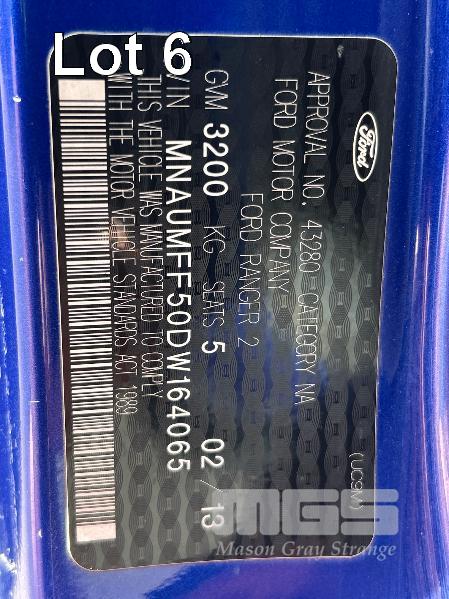 Lot 6
Ford
APPROVAL NO. 43280 CATEGORY NA
FORD MOTOR COMPANY
FORD RANGER 2
GVM 3200 KG SEATS 5 02/13
VIN MNAUMFF50DW164065
THIS VEHICLE WAS MANUFACTURED TO COMPLY
WITH THE MOTOR VEHICLE STANDARDS ACT 1989
(UC9M)
MGS
Mason Gray Strange